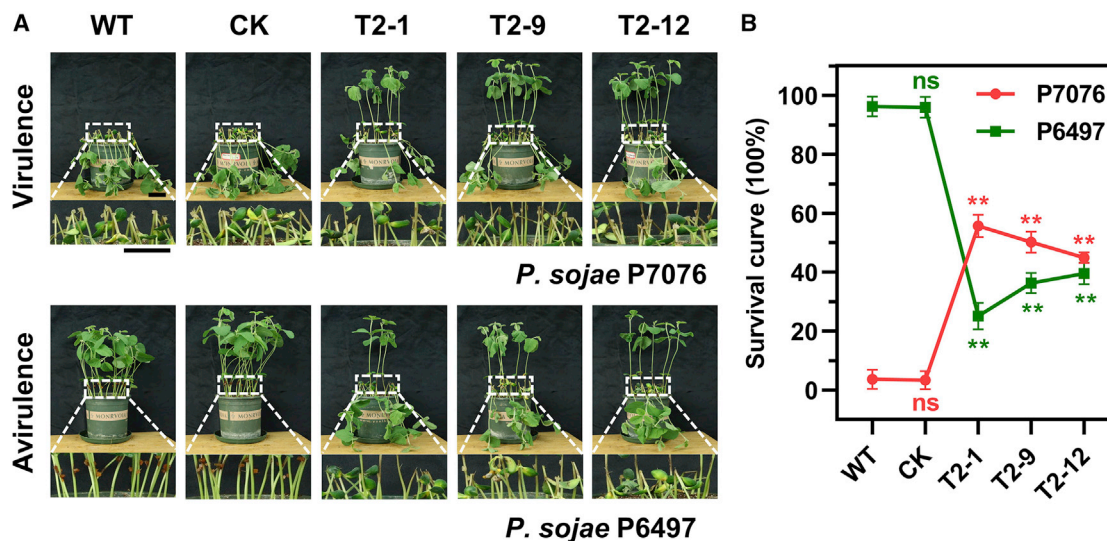 A
WT CK T2-1 T2-9 T2-12
Virulence
P. sojae P7076
Avirulence
P. sojae P6497
B
Survival curve (100%)
100
80
60
40
20
0
ns
P7076
P6497
** ** **
** ** **
ns
WT CK T2-1 T2-9 T2-12